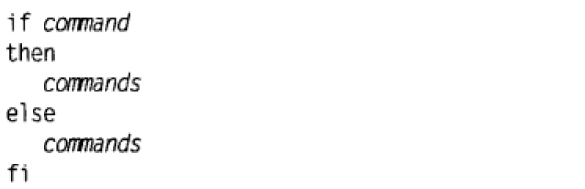 if command
then
   commands
else
   commands
fi